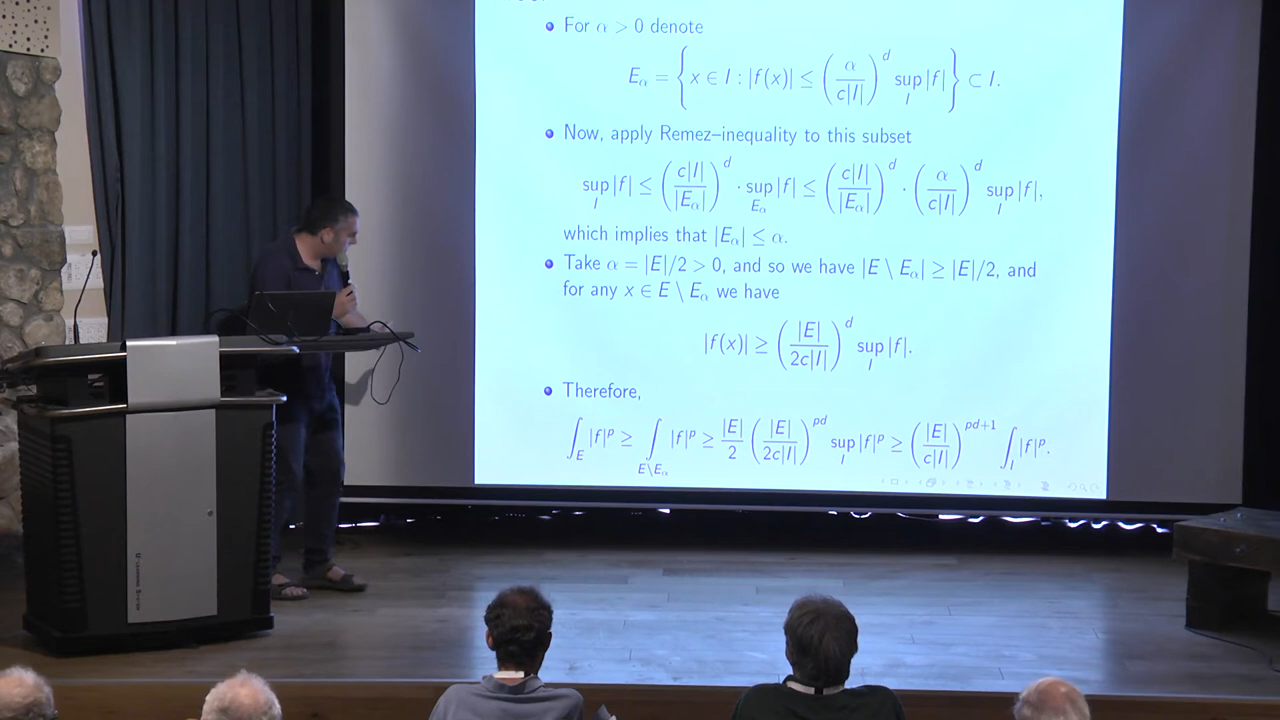 For α > 0 denote
E_α = { x ∈ I : |f(x)| ≤ ( α / c|I| )^d sup_I |f| } ⊂ I.
Now, apply Remez–inequality to this subset
sup_I |f| ≤ ( c|I| / |E_α| )^d · sup_{E_α} |f| ≤ ( c|I| / |E_α| )^d · ( α / c|I| )^d sup_I |f|,
which implies that |E_α| ≤ α.
Take α = |E|/2 > 0, and so we have |E \ E_α| ≥ |E|/2, and
for any x ∈ E \ E_α we have
|f(x)| ≥ ( |E| / 2c|I| )^d sup_I |f|.
Therefore,
∫_E |f|^p ≥ ∫_{E\E_α} |f|^p ≥ |E|/2 ( |E| / 2c|I| )^{pd} sup_I |f|^p ≥ ( |E| / c|I| )^{pd+1} ∫_I |f|^p.